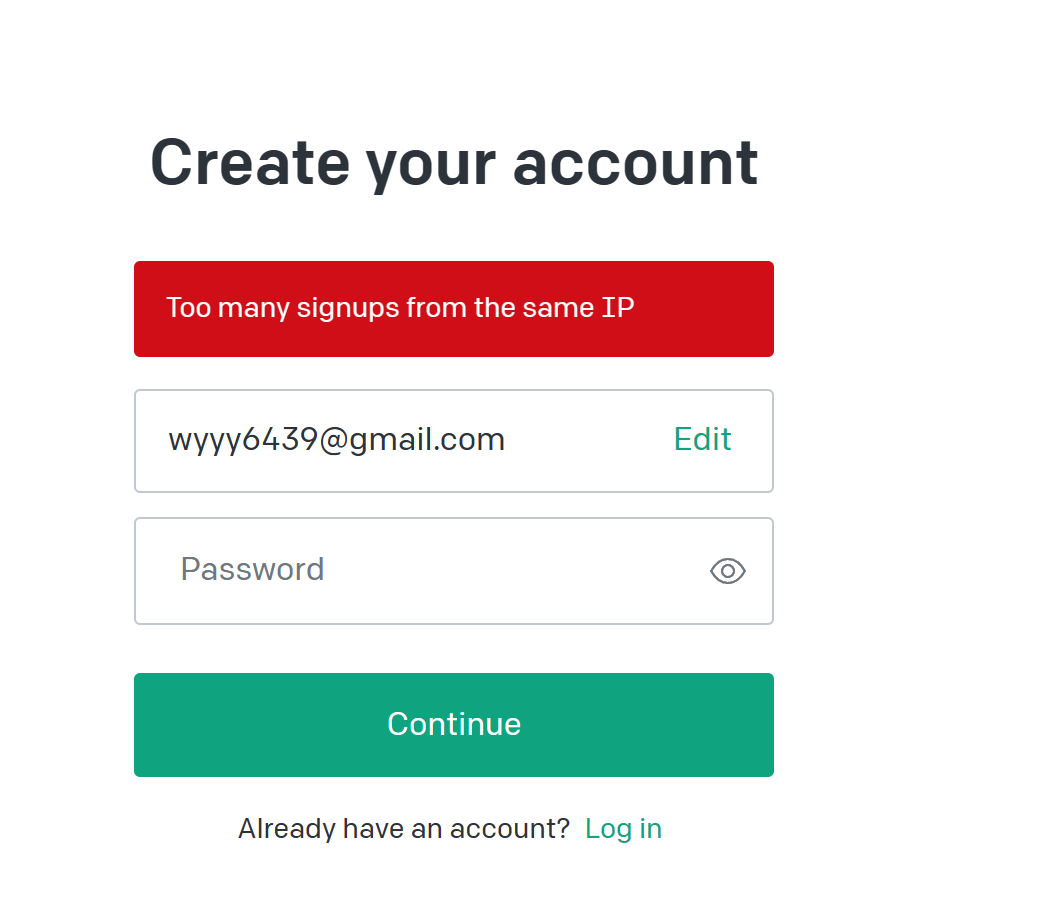 Create your account
Too many signups from the same IP
wyyy6439@gmail.com Edit
Password
Continue
Already have an account? Log in